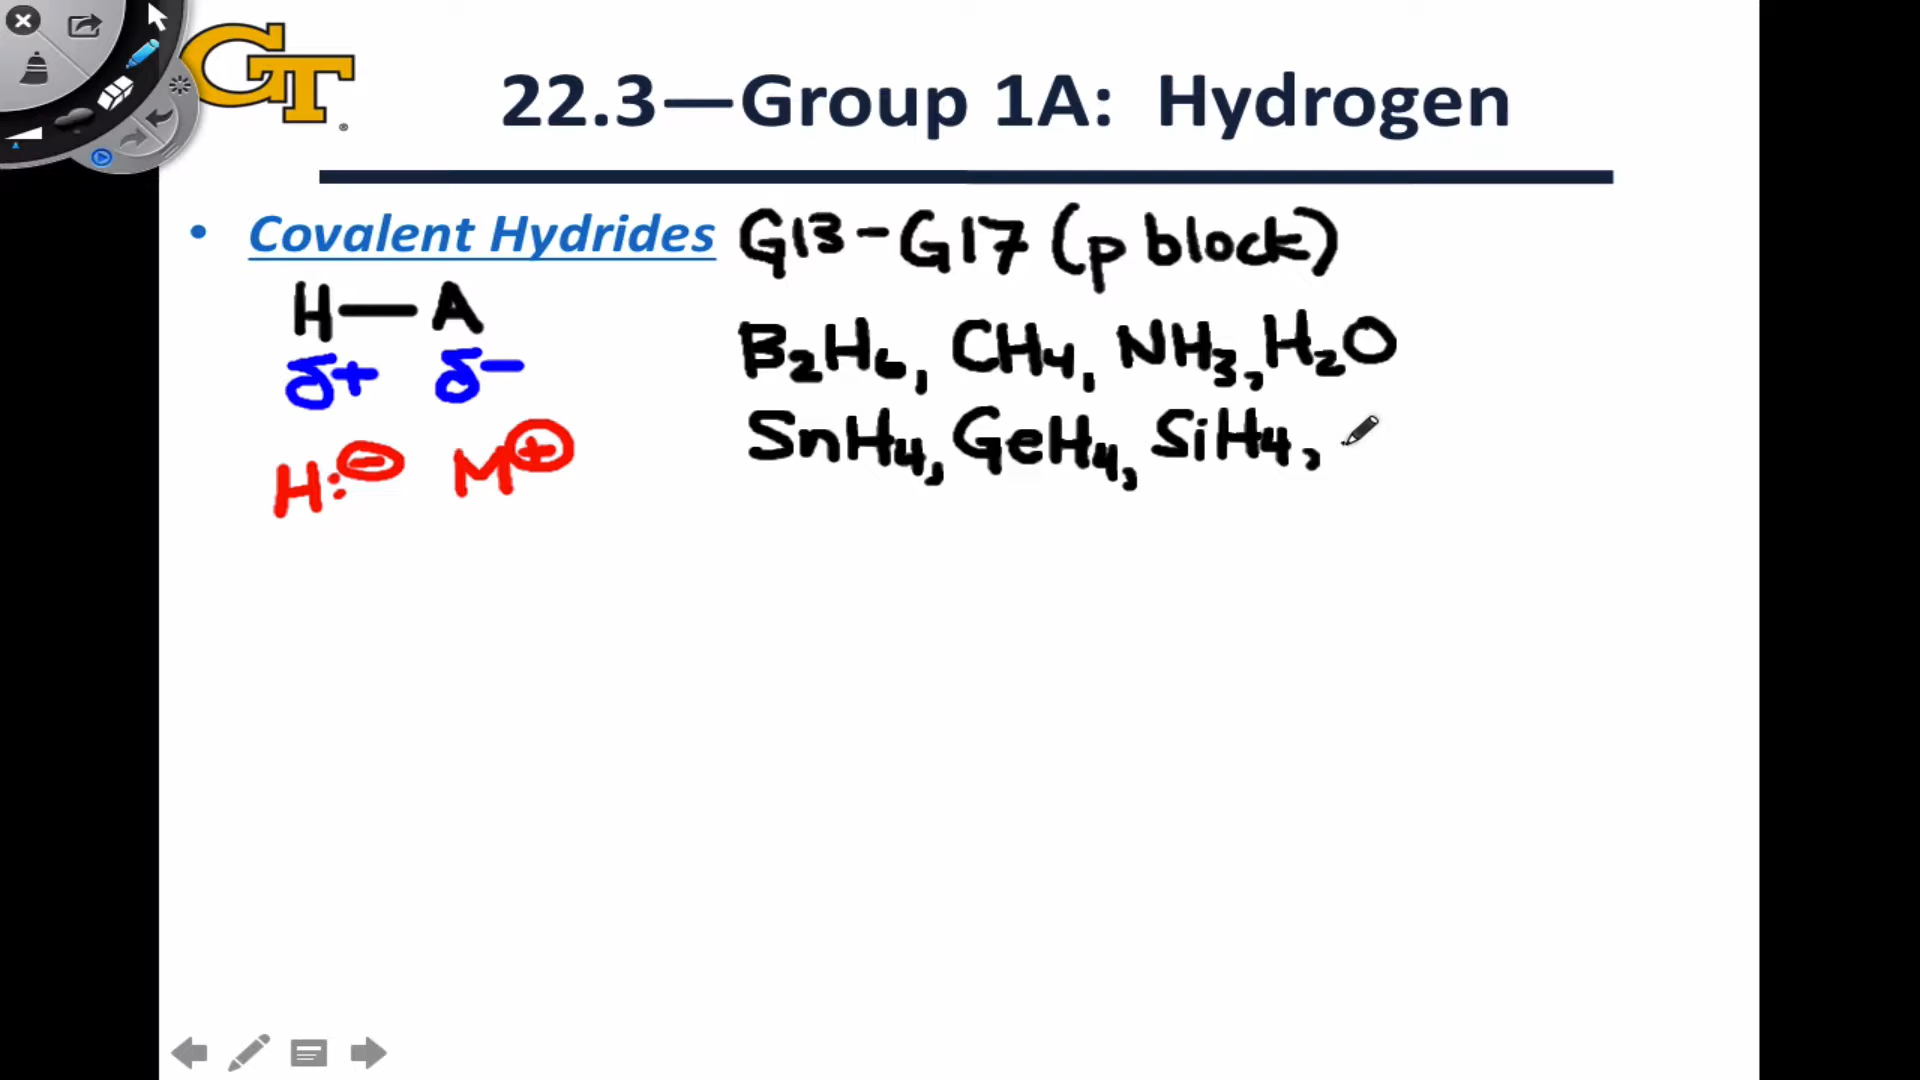 GT
22.3—Group 1A: Hydrogen
• Covalent Hydrides G13-G17 (p block)
H—A
δ+ δ-
H:⊖ M⊕
B₂H₆, CH₄, NH₃, H₂O
SnH₄, GeH₄, SiH₄,